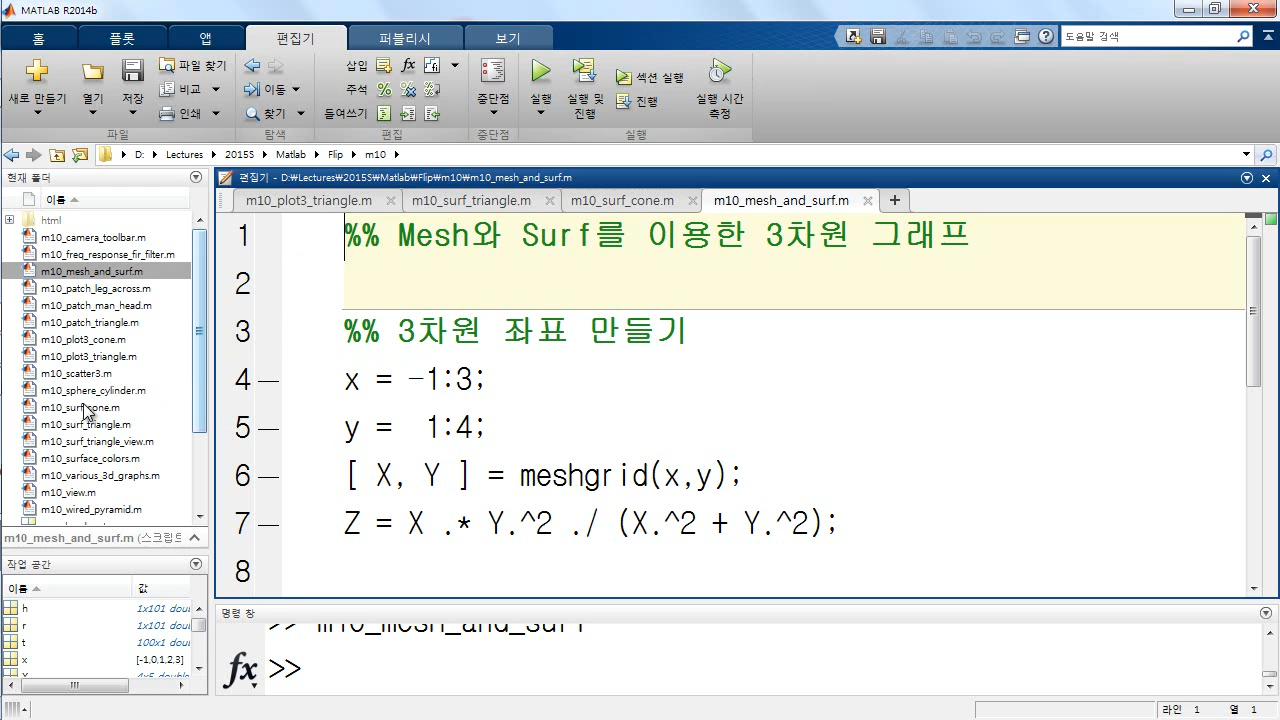 MATLAB R2014b
홈 플롯 앱 편집기 퍼블리시 보기 도움말 검색
새로 만들기 열기 저장 파일 찾기 비교 인쇄 이동 찾기 삽입 fx 주석 들여쓰기 중단점 실행 실행 및 진행 섹션 실행 진행 실행 시간 측정
파일 탐색 편집 중단점 실행
D: Lectures 2015S Matlab Flip m10
현재 폴더
이름
html
m10_camera_toolbar.m
m10_freq_response_fir_filter.m
m10_mesh_and_surf.m
m10_patch_leg_across.m
m10_patch_man_head.m
m10_patch_triangle.m
m10_plot3_cone.m
m10_plot3_triangle.m
m10_scatter3.m
m10_sphere_cylinder.m
m10_surf_cone.m
m10_surf_triangle.m
m10_surf_triangle_view.m
m10_surface_colors.m
m10_various_3d_graphs.m
m10_view.m
m10_wired_pyramid.m
m10_mesh_and_surf.m (스크립트
작업 공간
이름 값
h 1x101 dou
r 1x101 dou
t 100x1 dou
x [-1,0,1,2,3]
편집기 - D:₩Lectures₩2015S₩Matlab₩Flip₩m10₩m10_mesh_and_surf.m
m10_plot3_triangle.m m10_surf_triangle.m m10_surf_cone.m m10_mesh_and_surf.m +
1 %% Mesh와 Surf를 이용한 3차원 그래프
2
3 %% 3차원 좌표 만들기
4 — x = -1:3;
5 — y = 1:4;
6 — [ X, Y ] = meshgrid(x,y);
7 — Z = X .* Y.^2 ./ (X.^2 + Y.^2);
8
명령 창
>> m10_mesh_and_surf
fx >>
라인 1 열 1